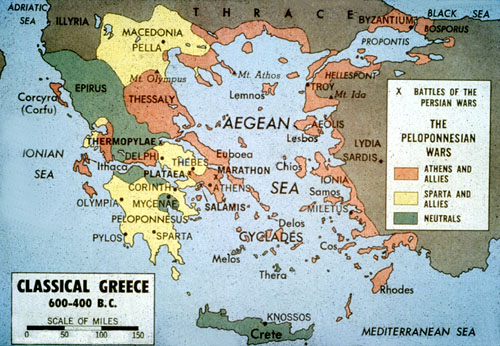 ADRIATIC
SEA
ILLYRIA
THRACE
BYZANTIUM
BLACK SEA
BOSPORUS
MACEDONIA
PELLA
PROPONTIS
Mt. Olympus
Mt. Athos
HELLESPONT
EPIRUS
THESSALY
Lemnos
TROY
Mt. Ida
Corcyra
(Corfu)
AEGEAN
SEA
AEOLIS
Lesbos
LYDIA
SARDIS
THERMOPYLAE
DELPHI
THEBES
Euboea
IONIAN
SEA
Ithaca
PLATAEA
MARATHON
Chios
IONIA
CORINTH
ATHENS
Samos
OLYMPIA
MYCENAE
SALAMIS
MILETUS
PELOPONNESUS
Delos
PYLOS
SPARTA
CYCLADES
Cos
Melos
Thera
Rhodes
KNOSSOS
Crete
MEDITERRANEAN SEA
X BATTLES OF THE
PERSIAN WARS
THE
PELOPONNESIAN
WARS
ATHENS AND
ALLIES
SPARTA AND
ALLIES
NEUTRALS
CLASSICAL GREECE
600-400 B.C.
SCALE OF MILES
0 50 100 150